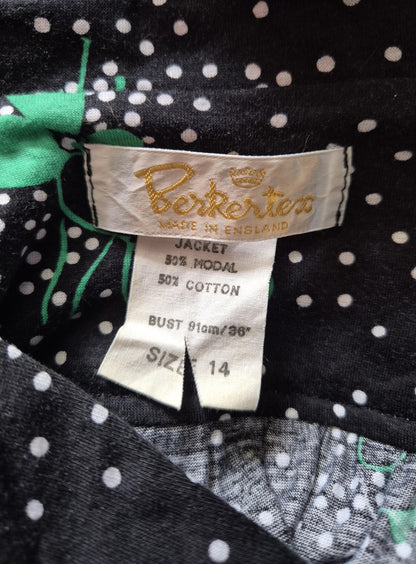 Berkertex
MADE IN ENGLAND
JACKET
50% MODAL
50% COTTON
BUST 91cm/36"
SIZE 14